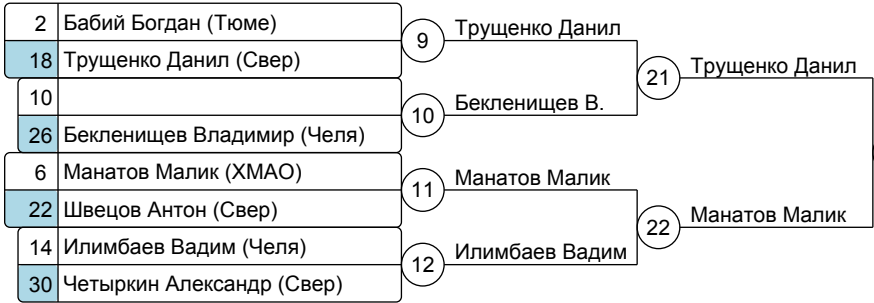 2 Бабий Богдан (Тюме)
9 Трущенко Данил
18 Трущенко Данил (Свер)
21 Трущенко Данил
10
10 Бекленищев В.
26 Бекленищев Владимир (Челя)
6 Манатов Малик (ХМАО)
11 Манатов Малик
22 Швецов Антон (Свер)
22 Манатов Малик
14 Илимбаев Вадим (Челя)
12 Илимбаев Вадим
30 Четыркин Александр (Свер)